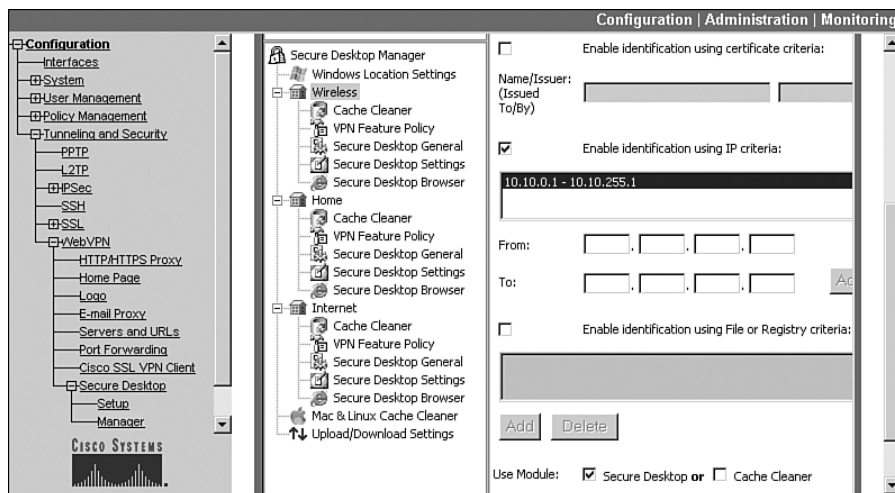 Configuration | Administration | Monitoring
Configuration
Interfaces
System
User Management
Policy Management
Tunneling and Security
PPTP
L2TP
IPSec
SSH
SSL
WebVPN
HTTP/HTTPS Proxy
Home Page
Logo
E-mail Proxy
Servers and URLs
Port Forwarding
Cisco SSL VPN Client
Secure Desktop
Setup
Manager
CISCO SYSTEMS
Secure Desktop Manager
Windows Location Settings
Wireless
Cache Cleaner
VPN Feature Policy
Secure Desktop General
Secure Desktop Settings
Secure Desktop Browser
Home
Cache Cleaner
VPN Feature Policy
Secure Desktop General
Secure Desktop Settings
Secure Desktop Browser
Internet
Cache Cleaner
VPN Feature Policy
Secure Desktop General
Secure Desktop Settings
Secure Desktop Browser
Mac & Linux Cache Cleaner
Upload/Download Settings
Enable identification using certificate criteria:
Name/Issuer:
(Issued
To/By)
Enable identification using IP criteria:
10.10.0.1 - 10.10.255.1
From: . . .
To: . . .
Enable identification using File or Registry criteria:
Add Delete
Use Module: Secure Desktop or Cache Cleaner